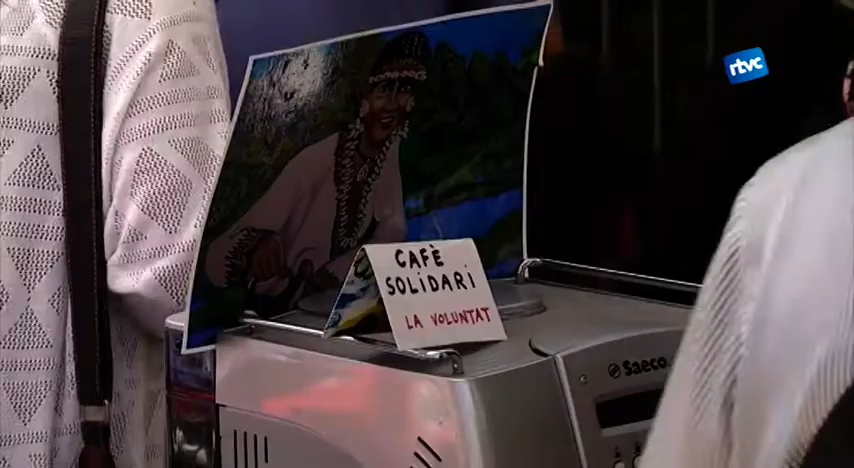 rtvc
CAFÈ
SOLIDARI
LA VOLUNTAT
Saeco